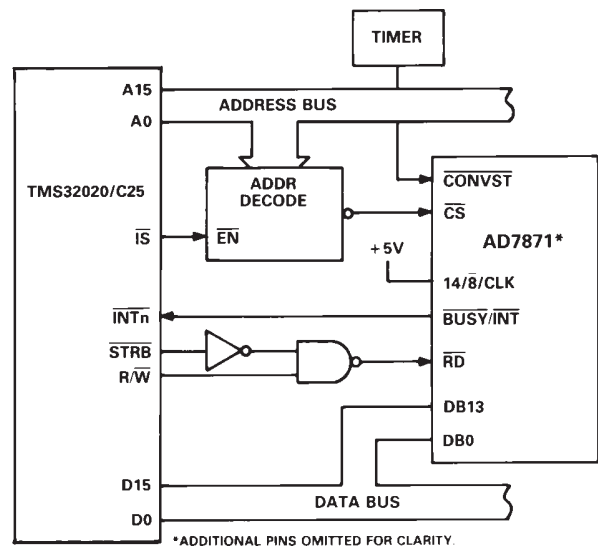 TIMER
A15
ADDRESS BUS
A0
TMS32020/C25
ADDR
DECODE
CONVST
CS
AD7871*
IS
EN
+5V
14/8/CLK
INTn
BUSY/INT
STRB
RD
R/W
DB13
DB0
D15
DATA BUS
D0
*ADDITIONAL PINS OMITTED FOR CLARITY.